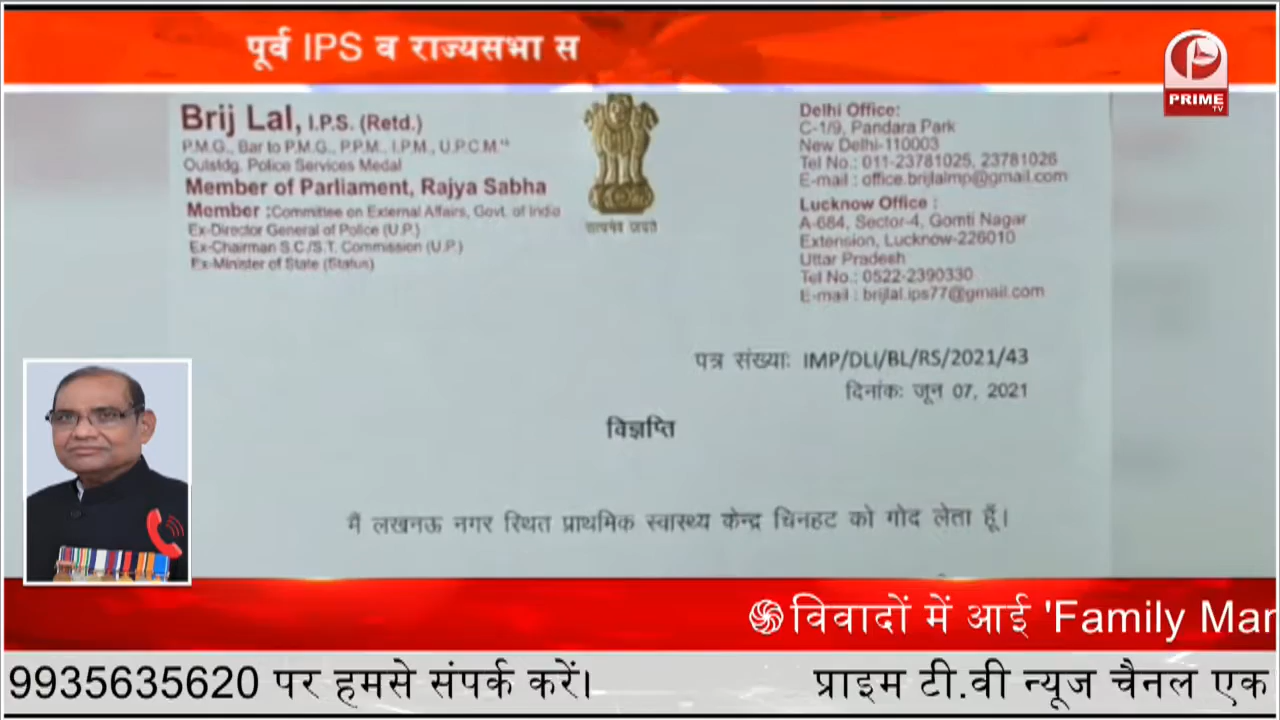 पूर्व IPS व राज्यसभा स
PRIME
TV
Brij Lal, I.P.S. (Retd.)
P.M.G., Bar to P.M.G., P.P.M., I.P.M., U.P.C.M.
Outsldg. Police Services Medal
Member of Parliament, Rajya Sabha
Member :Committee on External Affairs, Govt. of India
Ex-Director General of Police (U.P.)
Ex-Chairman S.C./S.T. Commission (U.P.)
Ex-Minister of State (Status)
सत्यमेव जयते
Delhi Office:
C-1/9, Pandara Park
New Delhi-110003
Tel No.: 011-23781025, 23781026
E-mail : office.brijlalmp@gmail.com
Lucknow Office :
A-684, Sector-4, Gomti Nagar
Extension, Lucknow-226010
Uttar Pradesh
Tel No.: 0522-2390330
E-mail : brijlal.ips77@gmail.com
पत्र संख्याः IMP/DLI/BL/RS/2021/43
दिनांकः जून 07, 2021
विज्ञप्ति
मैं लखनऊ नगर स्थित प्राथमिक स्वास्थ्य केन्द्र चिनहट को गोद लेता हूँ।
विवादों में आई 'Family Mar
9935635620 पर हमसे संपर्क करें। प्राइम टी.वी न्यूज चैनल एक